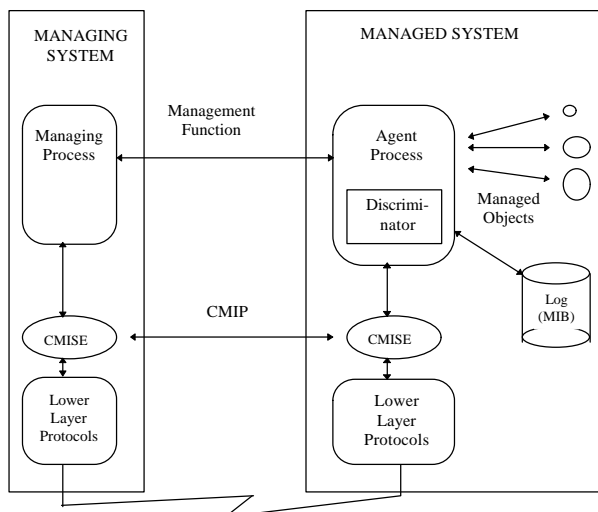 MANAGING
SYSTEM
MANAGED SYSTEM
Management
Function
Managing
Process
Agent
Process
Discrimi-
nator
Managed
Objects
Log
(MIB)
CMIP
CMISE
CMISE
Lower
Layer
Protocols
Lower
Layer
Protocols